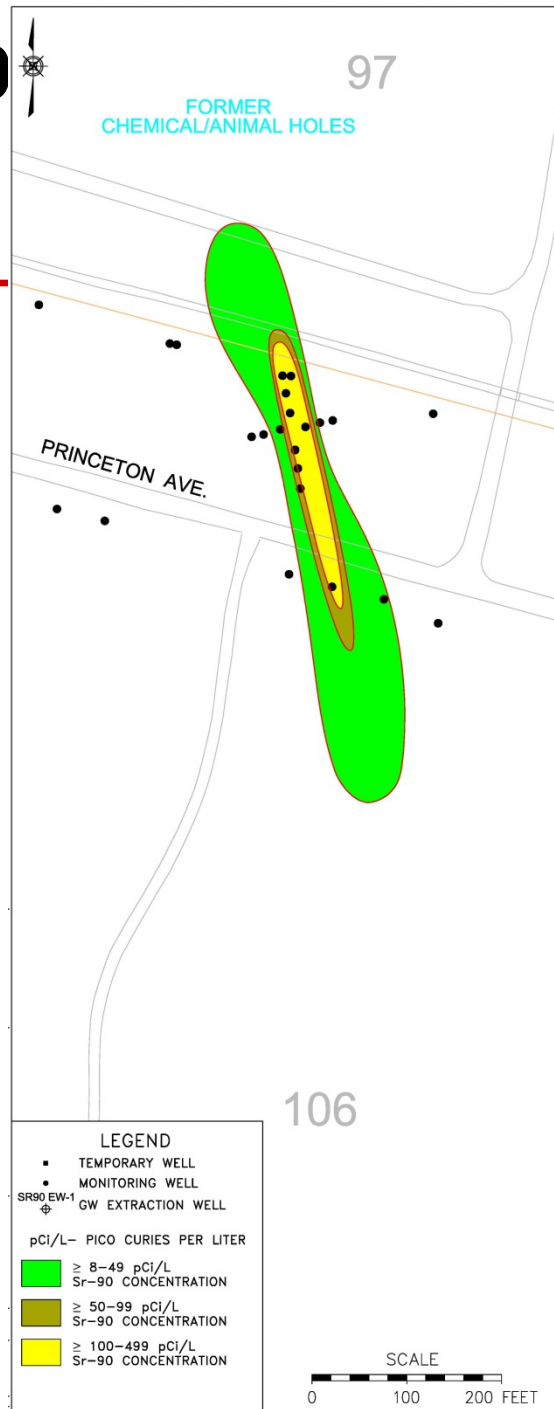 97
FORMER
CHEMICAL/ANIMAL HOLES
PRINCETON AVE.
106
LEGEND
TEMPORARY WELL
MONITORING WELL
SR90 EW-1
GW EXTRACTION WELL
pCi/L- PICO CURIES PER LITER
≥ 8-49 pCi/L
Sr-90 CONCENTRATION
≥ 50-99 pCi/L
Sr-90 CONCENTRATION
≥ 100-499 pCi/L
Sr-90 CONCENTRATION
SCALE
0 100 200 FEET